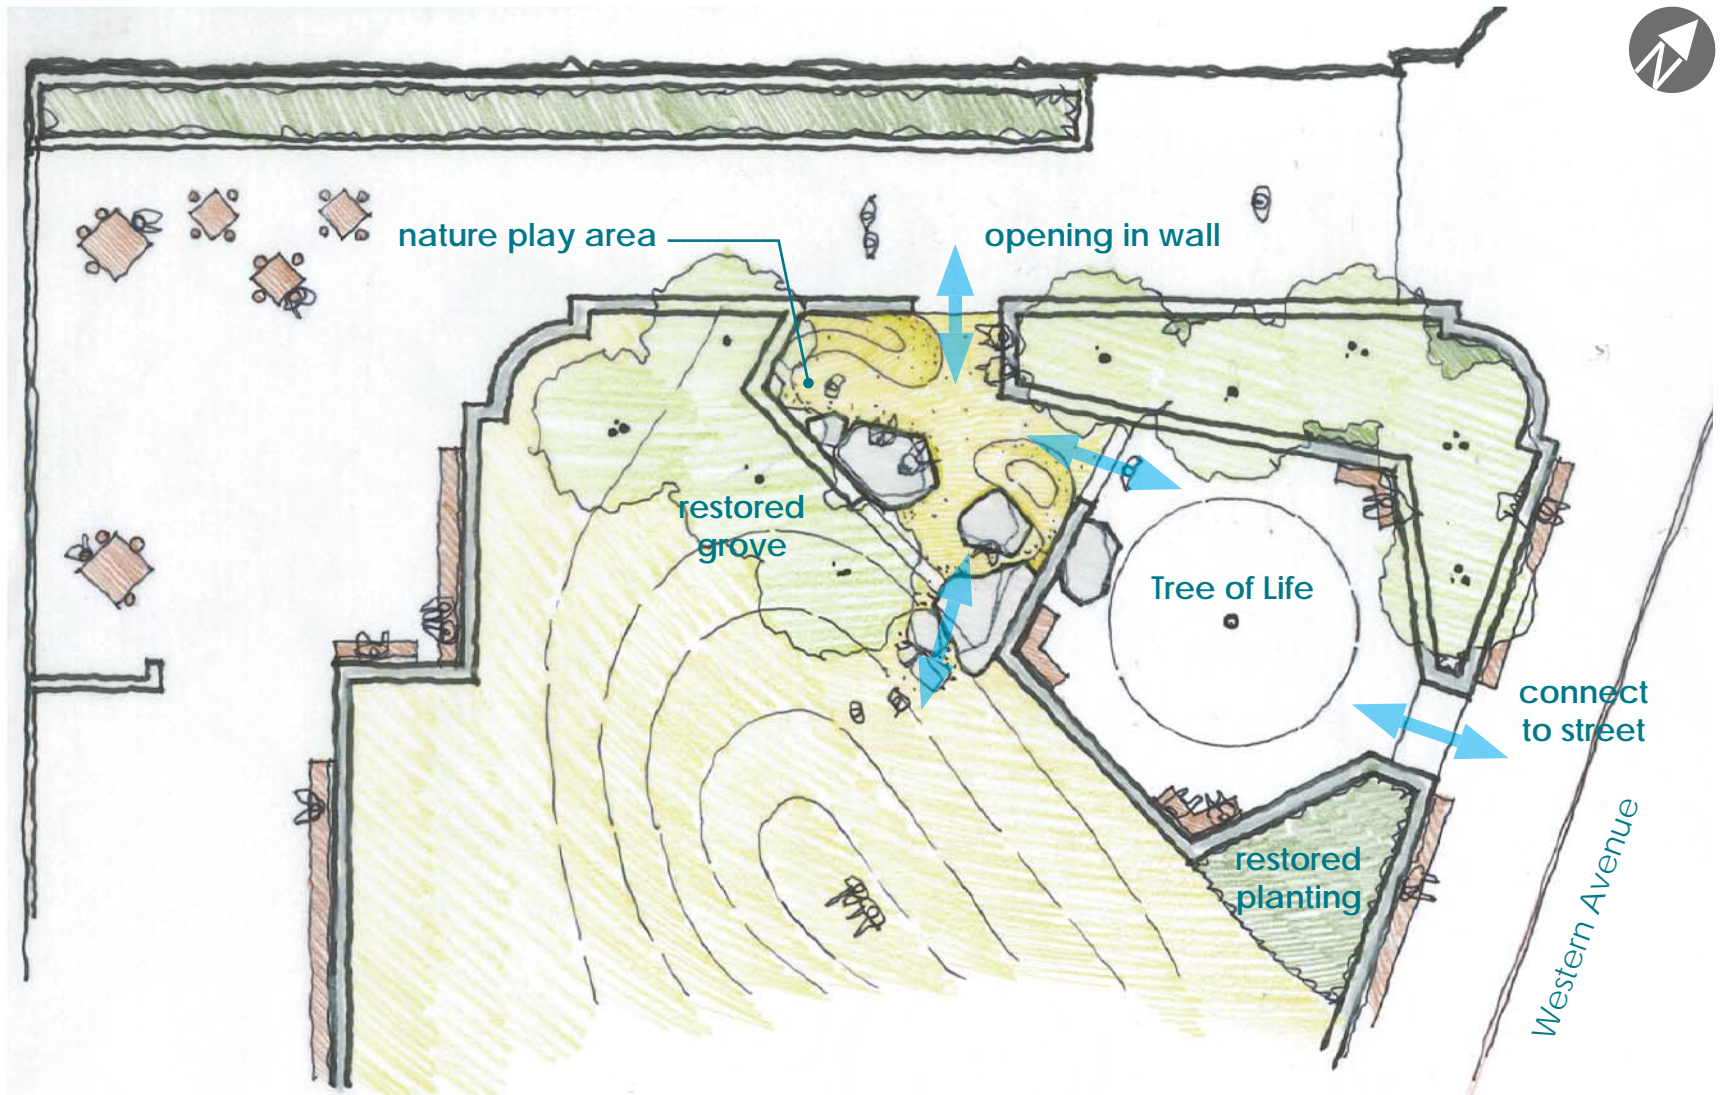 N
nature play area
opening in wall
restored
grove
Tree of Life
connect
to street
restored
planting
Western Avenue